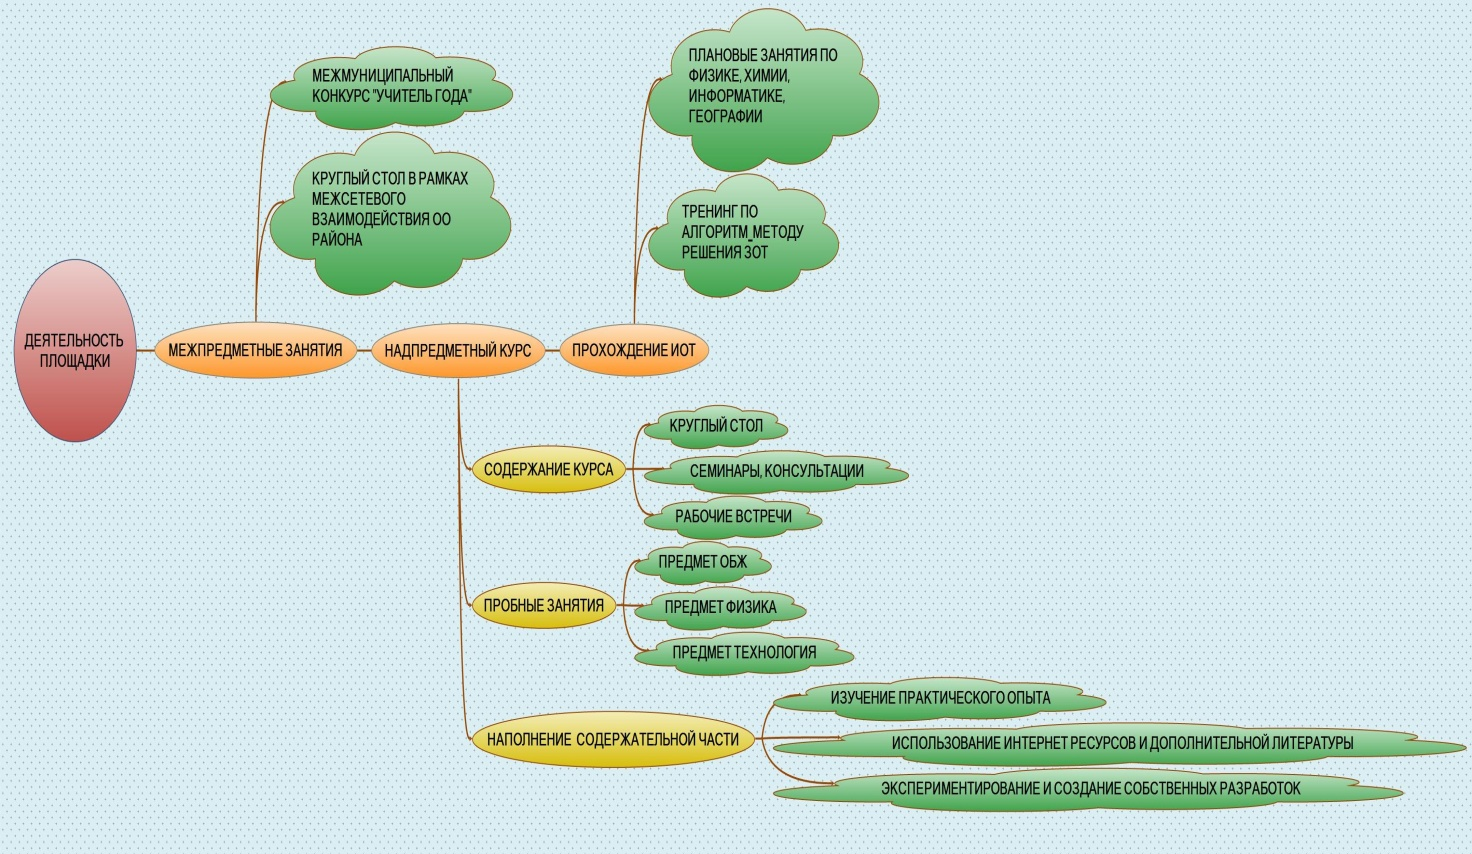 МЕЖМУНИЦИПАЛЬНЫЙ
КОНКУРС "УЧИТЕЛЬ ГОДА"
КРУГЛЫЙ СТОЛ В РАМКАХ
МЕЖСЕТЕВОГО
ВЗАИМОДЕЙСТВИЯ ОО
РАЙОНА
ПЛАНОВЫЕ ЗАНЯТИЯ ПО
ФИЗИКЕ, ХИМИИ,
ИНФОРМАТИКЕ,
ГЕОГРАФИИ
ТРЕНИНГ ПО
АЛГОРИТМ_МЕТОДУ
РЕШЕНИЯ ЗОТ
ДЕЯТЕЛЬНОСТЬ
ПЛОЩАДКИ
МЕЖПРЕДМЕТНЫЕ ЗАНЯТИЯ
НАДПРЕДМЕТНЫЙ КУРС
ПРОХОЖДЕНИЕ ИОТ
СОДЕРЖАНИЕ КУРСА
КРУГЛЫЙ СТОЛ
СЕМИНАРЫ, КОНСУЛЬТАЦИИ
РАБОЧИЕ ВСТРЕЧИ
ПРОБНЫЕ ЗАНЯТИЯ
ПРЕДМЕТ ОБЖ
ПРЕДМЕТ ФИЗИКА
ПРЕДМЕТ ТЕХНОЛОГИЯ
НАПОЛНЕНИЕ СОДЕРЖАТЕЛЬНОЙ ЧАСТИ
ИЗУЧЕНИЕ ПРАКТИЧЕСКОГО ОПЫТА
ИСПОЛЬЗОВАНИЕ ИНТЕРНЕТ РЕСУРСОВ И ДОПОЛНИТЕЛЬНОЙ ЛИТЕРАТУРЫ
ЭКСПЕРИМЕНТИРОВАНИЕ И СОЗДАНИЕ СОБСТВЕННЫХ РАЗРАБОТОК